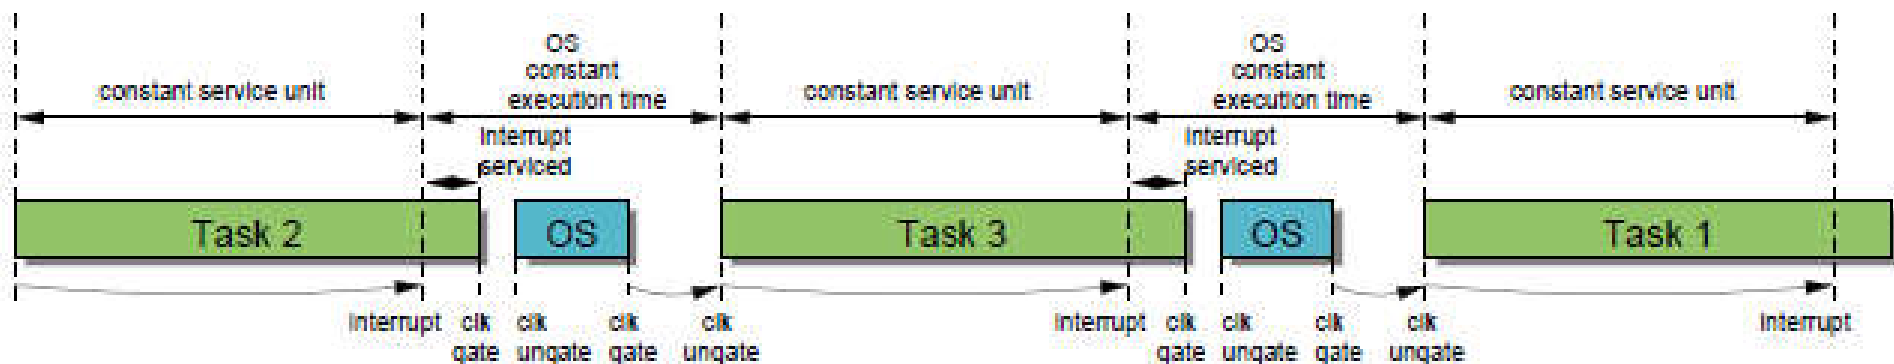 OS
constant
execution time
OS
constant
execution time
constant service unit
constant service unit
constant service unit
Interrupt
serviced
Interrupt
serviced
Task 2
OS
Task 3
OS
Task 1
Interrupt
clk
gate
clk
ungate
clk
gate
clk
ungate
Interrupt
clk
gate
clk
ungate
clk
gate
clk
ungate
Interrupt